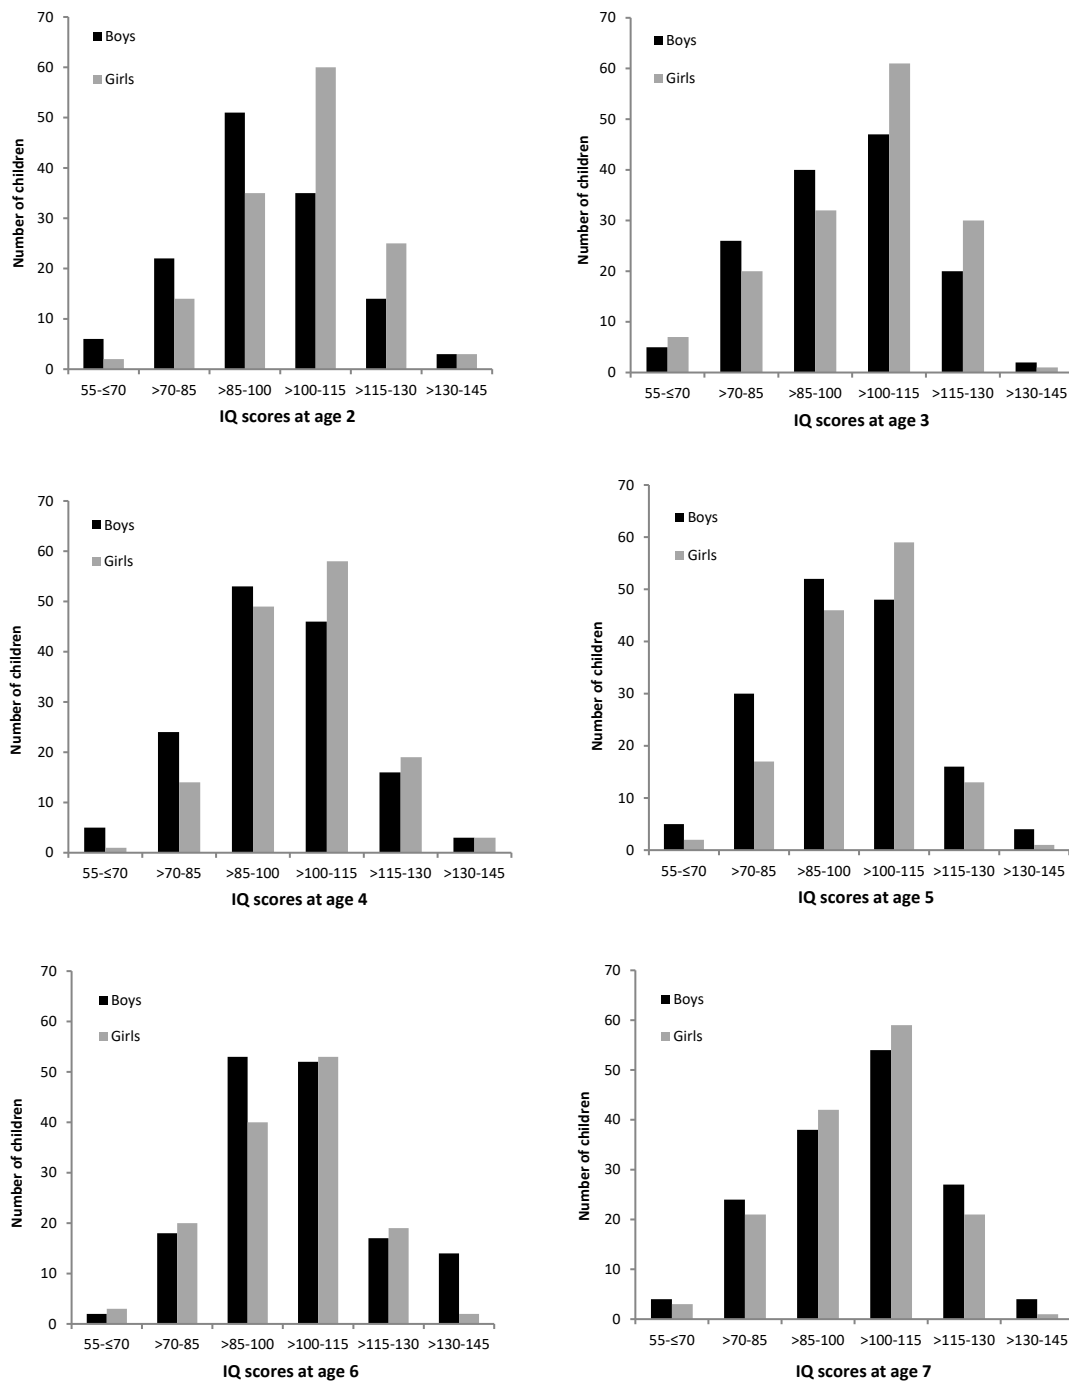 70
60
50
40
30
20
10
0
Number of children
Boys
Girls
55-≤70 >70-85 >85-100 >100-115 >115-130 >130-145
IQ scores at age 2
70
60
50
40
30
20
10
0
Number of children
Boys
Girls
55-≤70 >70-85 >85-100 >100-115 >115-130 >130-145
IQ scores at age 3
70
60
50
40
30
20
10
0
Number of children
Boys
Girls
55-≤70 >70-85 >85-100 >100-115 >115-130 >130-145
IQ scores at age 4
70
60
50
40
30
20
10
0
Number of children
Boys
Girls
55-≤70 >70-85 >85-100 >100-115 >115-130 >130-145
IQ scores at age 5
70
60
50
40
30
20
10
0
Number of children
Boys
Girls
55-≤70 >70-85 >85-100 >100-115 >115-130 >130-145
IQ scores at age 6
70
60
50
40
30
20
10
0
Number of children
Boys
Girls
55-≤70 >70-85 >85-100 >100-115 >115-130 >130-145
IQ scores at age 7